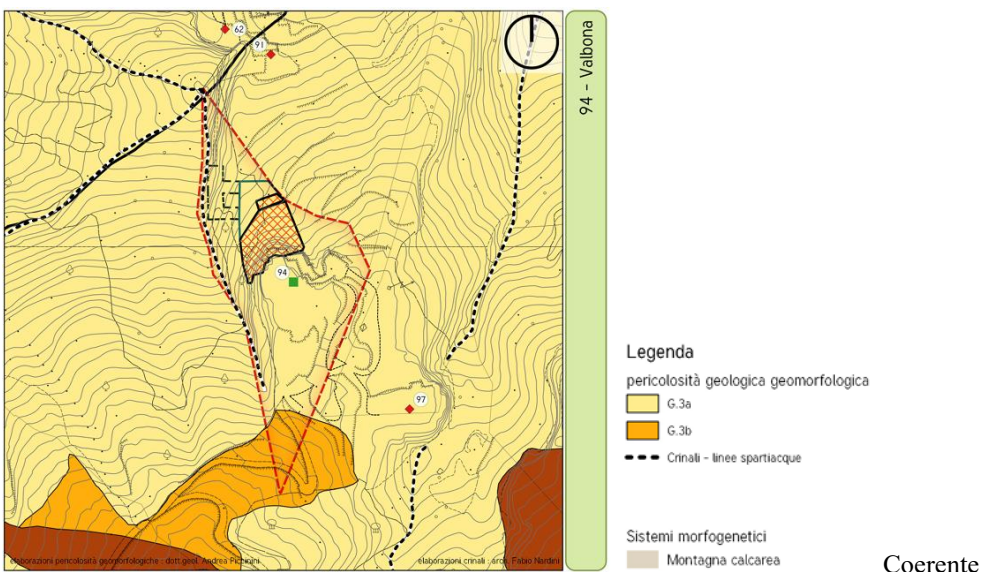 62
91
94
97
elaborazioni pericolosità geomorfologiche : dott.geol. Andrea Piccinini
elaborazioni crinali : arch. Fabio Nardini
94 - Valbona
Legenda
pericolosità geologica geomorfologica
G.3a
G.3b
Crinali - linee spartiacque
Sistemi morfogenetici
Montagna calcarea
Coerente